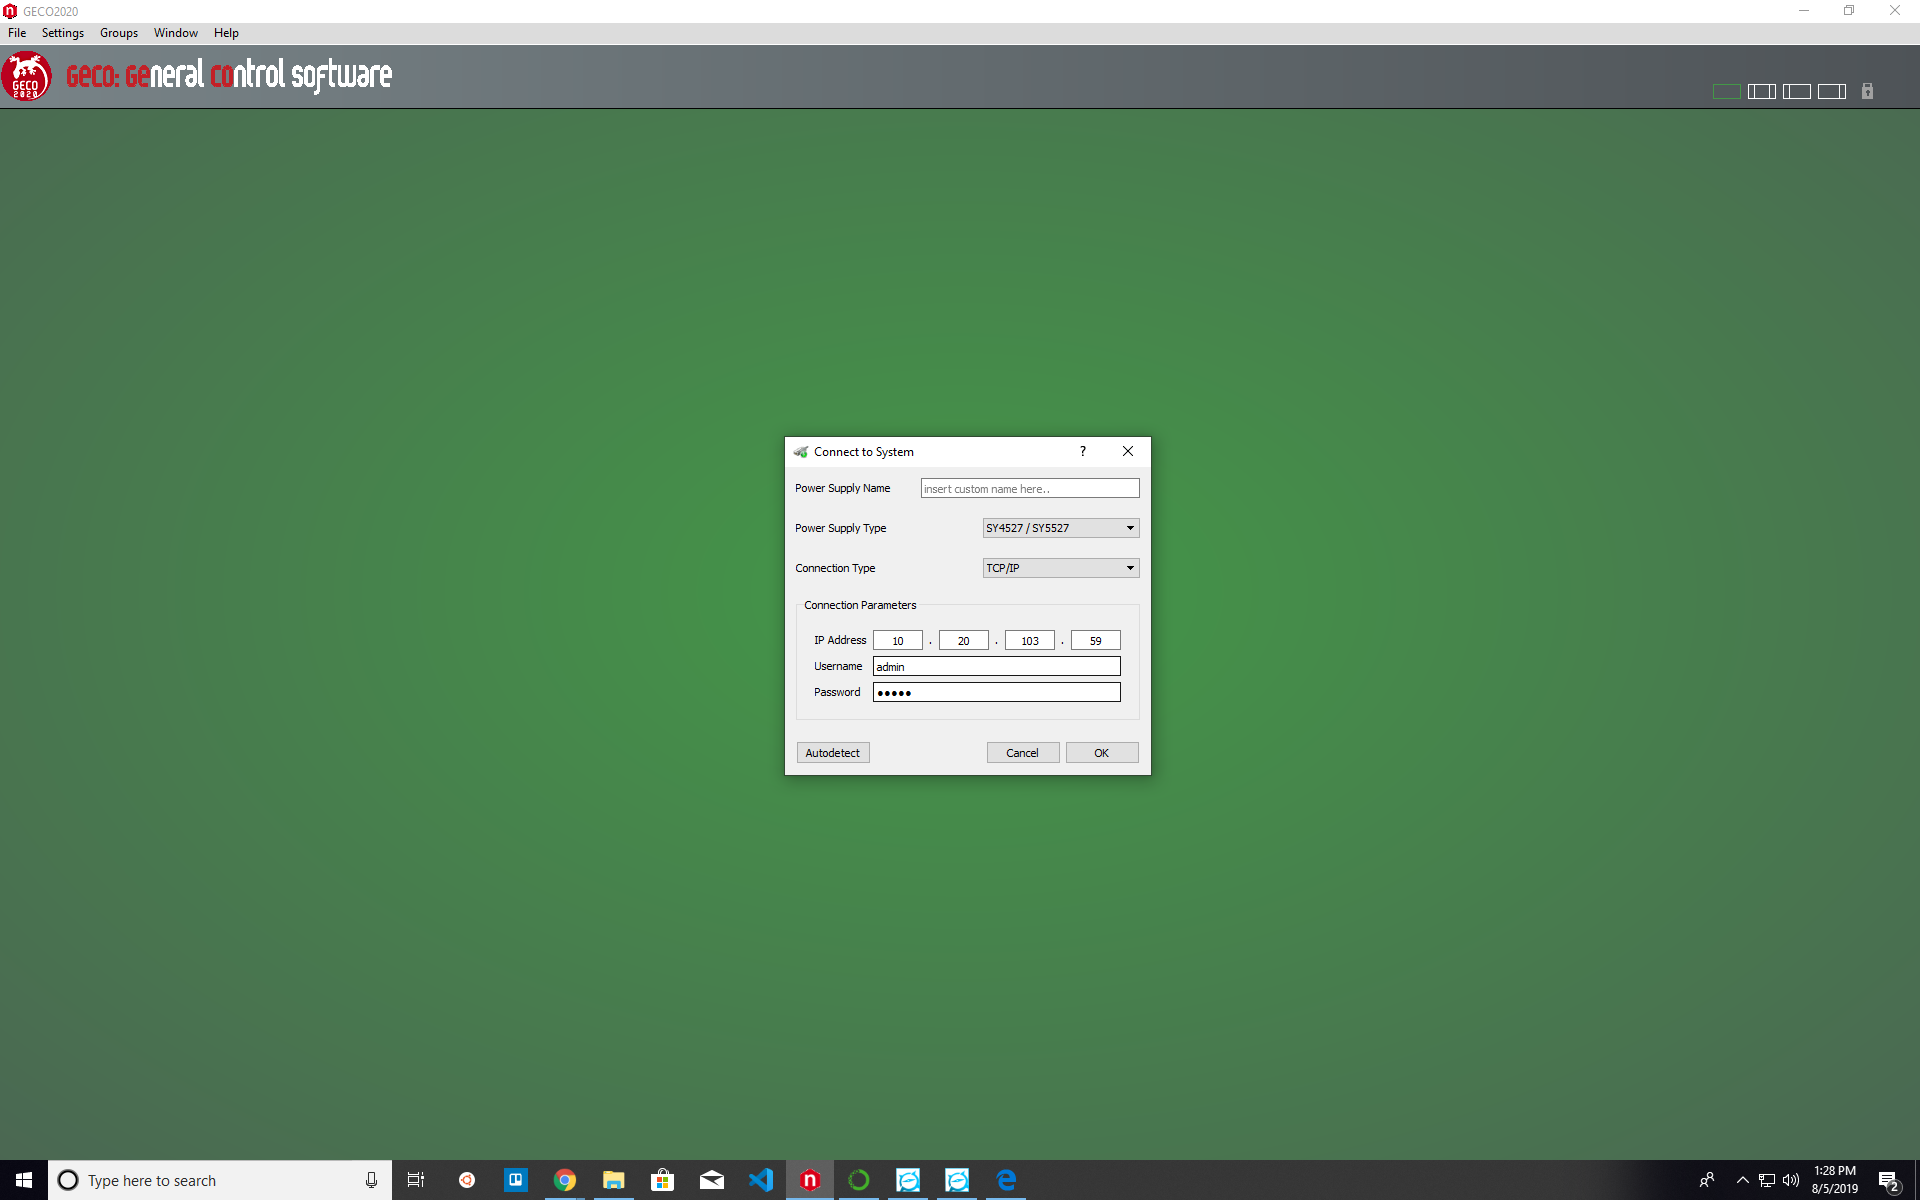 GECO2020
File Settings Groups Window Help
GECO 2020
GECO: GEneral COntrol software
Connect to System ?
Power Supply Name insert custom name here..
Power Supply Type SY4527 / SY5527
Connection Type TCP/IP
Connection Parameters
IP Address 10 . 20 . 103 . 59
Username admin
Password •••••
Autodetect Cancel OK
Type here to search
1:28 PM
8/5/2019
2